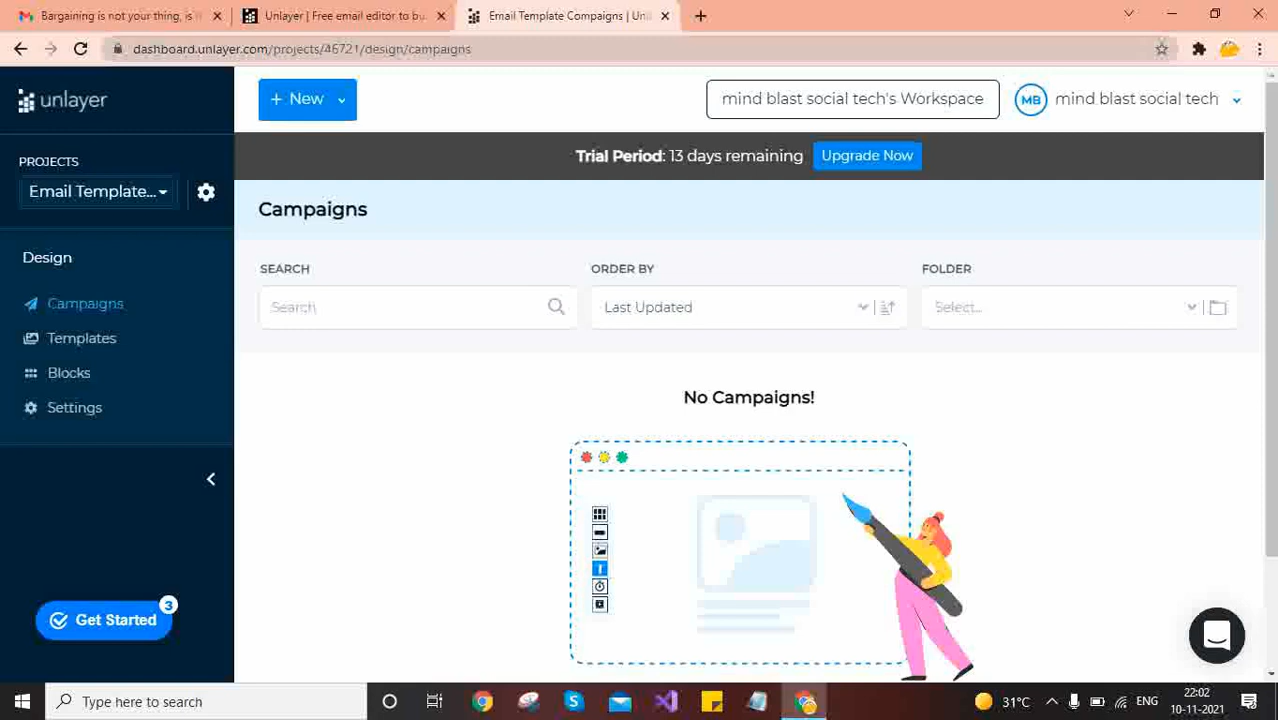 Bargaining is not your thing, is it
Unlayer | Free email editor to bu
Email Template Campaigns | Un
dashboard.unlayer.com/projects/46721/design/campaigns
unlayer
+ New
mind blast social tech's Workspace
MB
mind blast social tech
PROJECTS
Trial Period: 13 days remaining
Upgrade Now
Email Template...
Campaigns
Design
SEARCH
ORDER BY
FOLDER
Campaigns
Search
Last Updated
Select...
Templates
Blocks
No Campaigns!
Settings
Get Started
3
Type here to search
31°C
ENG
22:02
10-11-2021